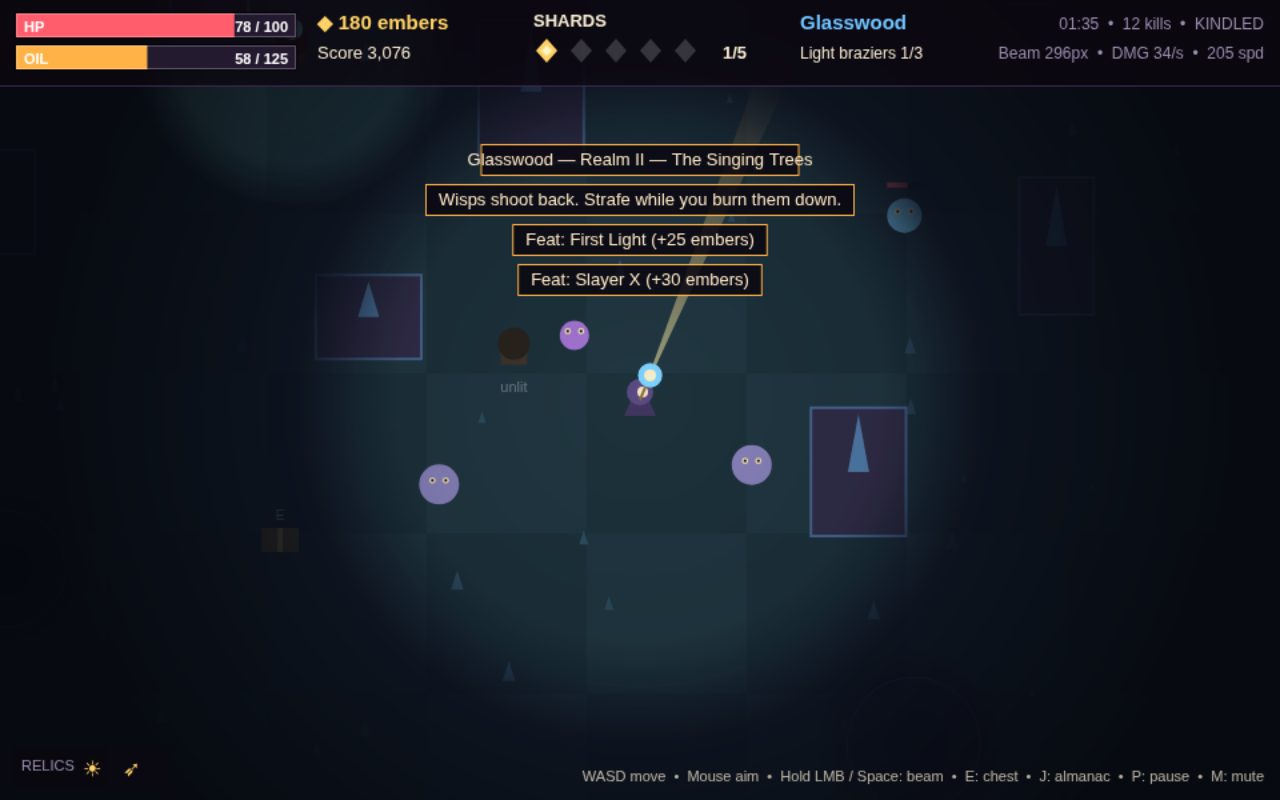 HP 78 / 100
OIL 58 / 125
◆ 180 embers
Score 3,076
SHARDS
1/5
Glasswood
Light braziers 1/3
01:35 • 12 kills • KINDLED
Beam 296px • DMG 34/s • 205 spd
Glasswood — Realm II — The Singing Trees
Wisps shoot back. Strafe while you burn them down.
Feat: First Light (+25 embers)
Feat: Slayer X (+30 embers)
unlit
E
RELICS
WASD move • Mouse aim • Hold LMB / Space: beam • E: chest • J: almanac • P: pause • M: mute